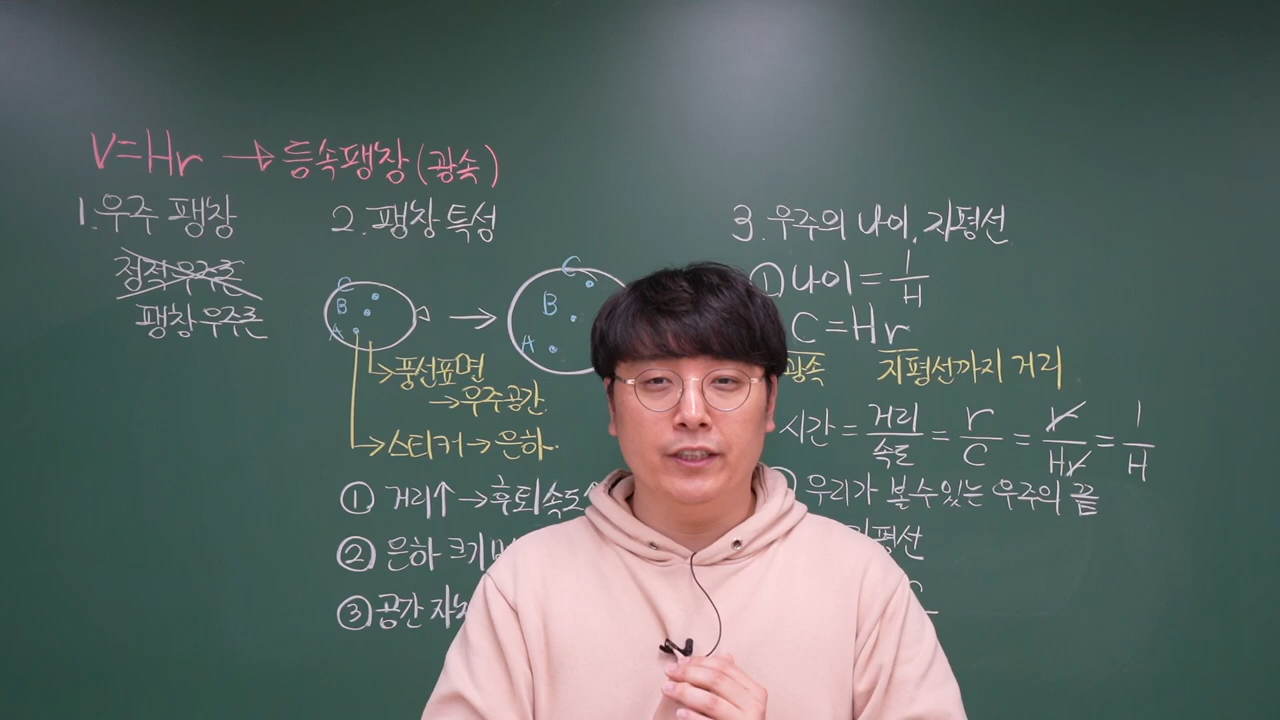 V=Hr → 등속팽창(광속)
1. 우주 팽창
정적우주론
팽창우주론
2. 팽창 특성
C
B
A
→
C
B
A
→풍선표면
→우주공간
→스티커→은하
① 거리↑→후퇴속도
② 은하 크기
③ 공간 자
3. 우주의 나이, 지평선
① 나이=1/H
C=Hr
광속 지평선까지 거리
시간=거리/속도=r/C=r/Hr=1/H
우리가 볼 수 있는 우주의 끝
지평선